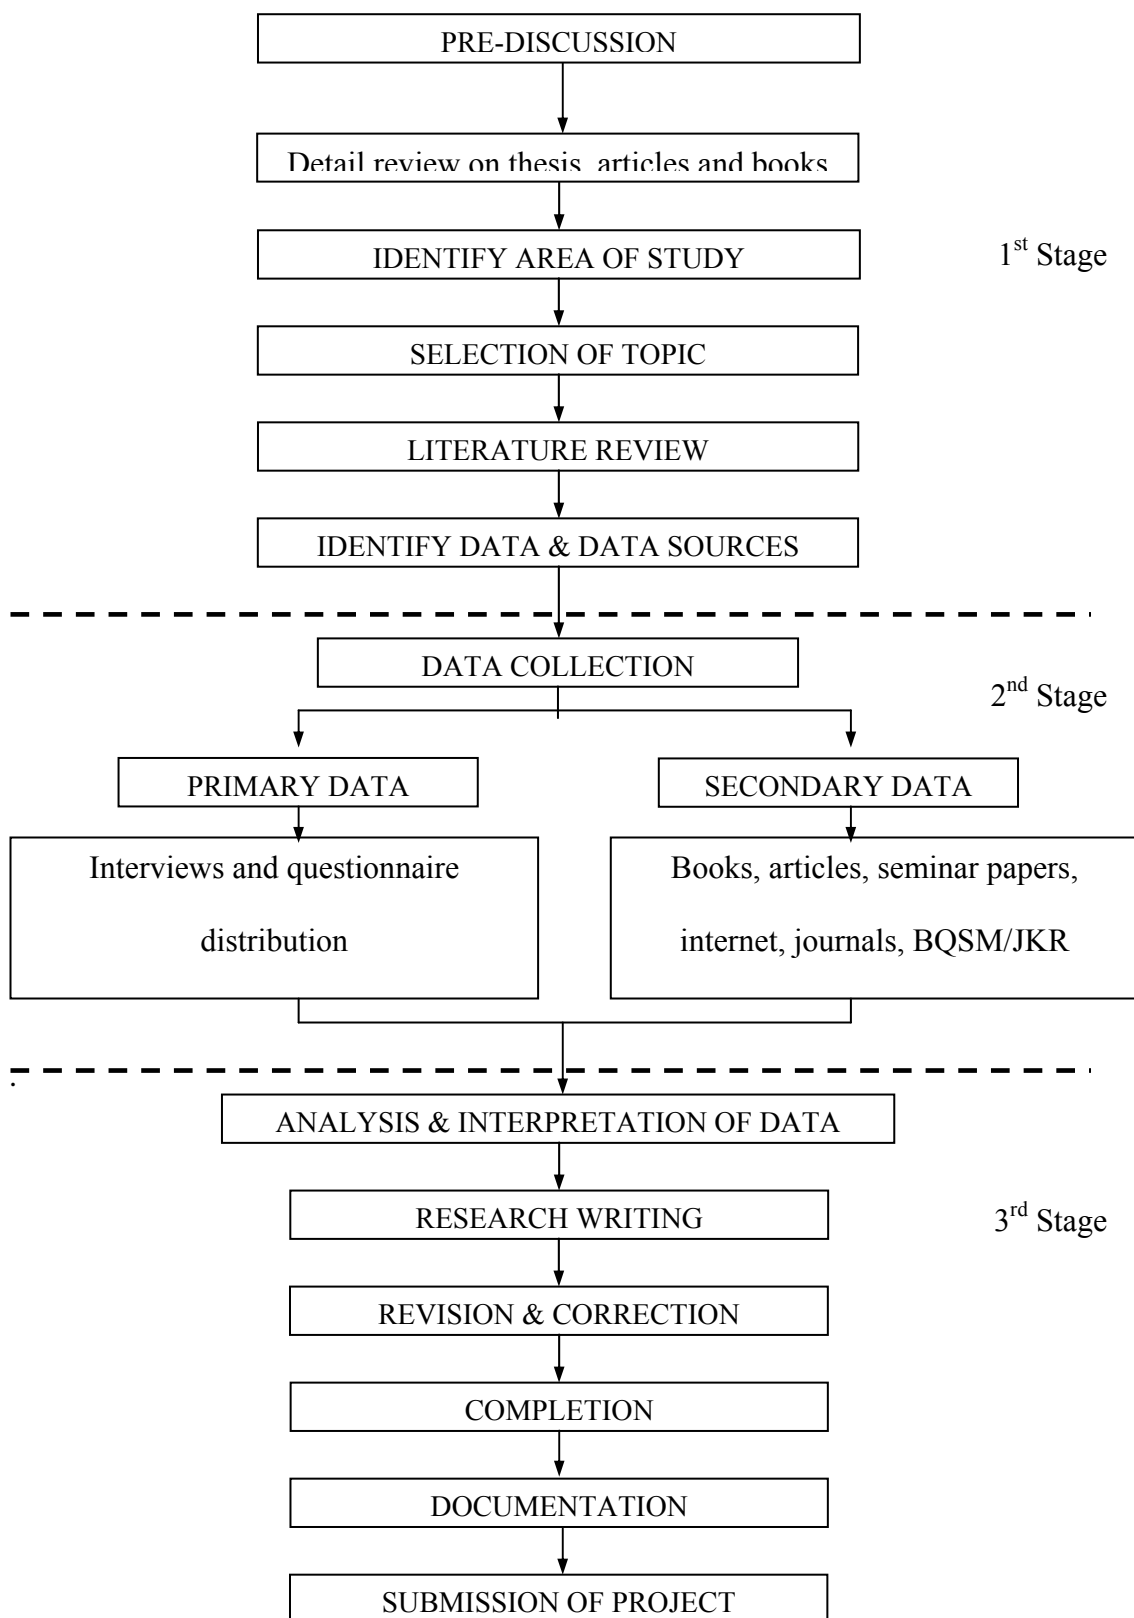 PRE-DISCUSSION
Detail review on thesis, articles and books
IDENTIFY AREA OF STUDY
1st Stage
SELECTION OF TOPIC
LITERATURE REVIEW
IDENTIFY DATA & DATA SOURCES
DATA COLLECTION
2nd Stage
PRIMARY DATA
SECONDARY DATA
Interviews and questionnaire
distribution
Books, articles, seminar papers,
internet, journals, BQSM/JKR
.
ANALYSIS & INTERPRETATION OF DATA
RESEARCH WRITING
3rd Stage
REVISION & CORRECTION
COMPLETION
DOCUMENTATION
SUBMISSION OF PROJECT